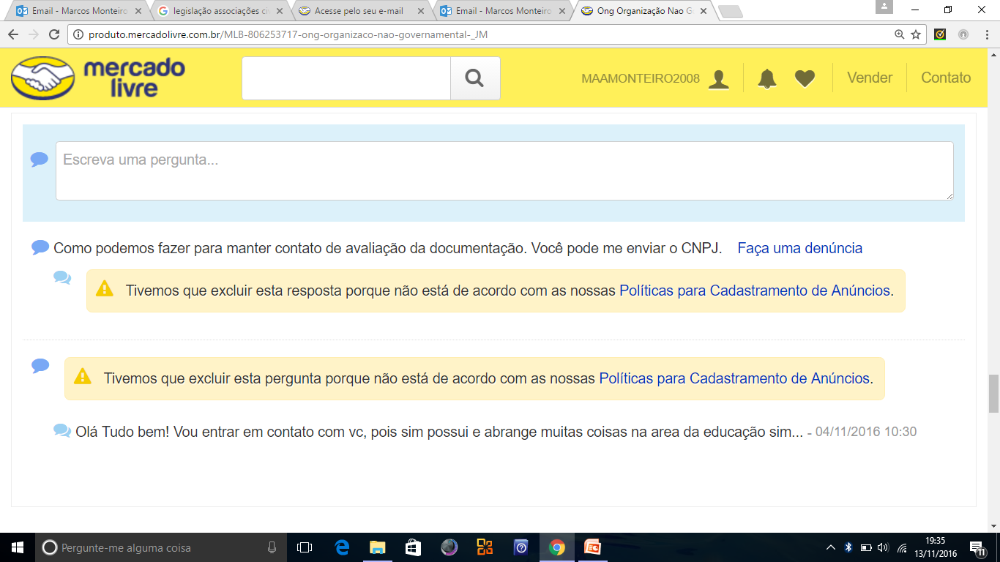 Email - Marcos Monteiro
legislação associações civ
Acesse pelo seu e-mail
Email - Marcos Monteiro
Ong Organização Nao G
produto.mercadolivre.com.br/MLB-806253717-ong-organizaco-nao-governamental-_JM
mercado
livre
MAAMONTEIRO2008
Vender
Contato
Escreva uma pergunta...
Como podemos fazer para manter contato de avaliação da documentação. Você pode me enviar o CNPJ. Faça uma denúncia
Tivemos que excluir esta resposta porque não está de acordo com as nossas Políticas para Cadastramento de Anúncios.
Tivemos que excluir esta pergunta porque não está de acordo com as nossas Políticas para Cadastramento de Anúncios.
Olá Tudo bem! Vou entrar em contato com vc, pois sim possui e abrange muitas coisas na area da educação sim... - 04/11/2016 10:30
Pergunte-me alguma coisa
19:35
13/11/2016
11